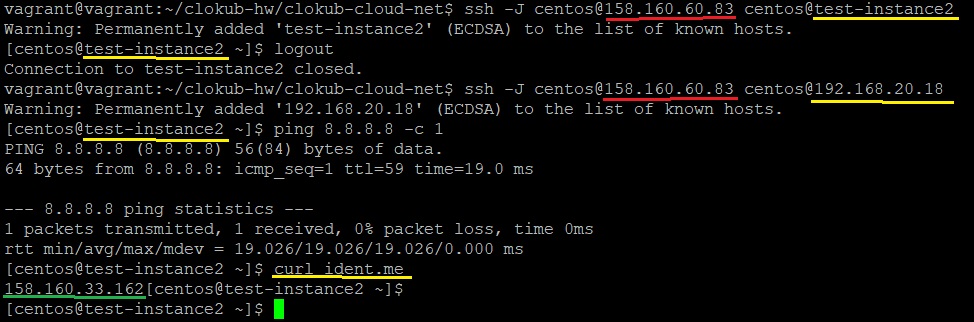 vagrant@vagrant:~/clokub-hw/clokub-cloud-net$ ssh -J centos@158.160.60.83 centos@test-instance2
Warning: Permanently added 'test-instance2' (ECDSA) to the list of known hosts.
[centos@test-instance2 ~]$ logout
Connection to test-instance2 closed.
vagrant@vagrant:~/clokub-hw/clokub-cloud-net$ ssh -J centos@158.160.60.83 centos@192.168.20.18
Warning: Permanently added '192.168.20.18' (ECDSA) to the list of known hosts.
[centos@test-instance2 ~]$ ping 8.8.8.8 -c 1
PING 8.8.8.8 (8.8.8.8) 56(84) bytes of data.
64 bytes from 8.8.8.8: icmp_seq=1 ttl=59 time=19.0 ms
--- 8.8.8.8 ping statistics ---
1 packets transmitted, 1 received, 0% packet loss, time 0ms
rtt min/avg/max/mdev = 19.026/19.026/19.026/0.000 ms
[centos@test-instance2 ~]$ curl ident.me
158.160.33.162[centos@test-instance2 ~]$
[centos@test-instance2 ~]$